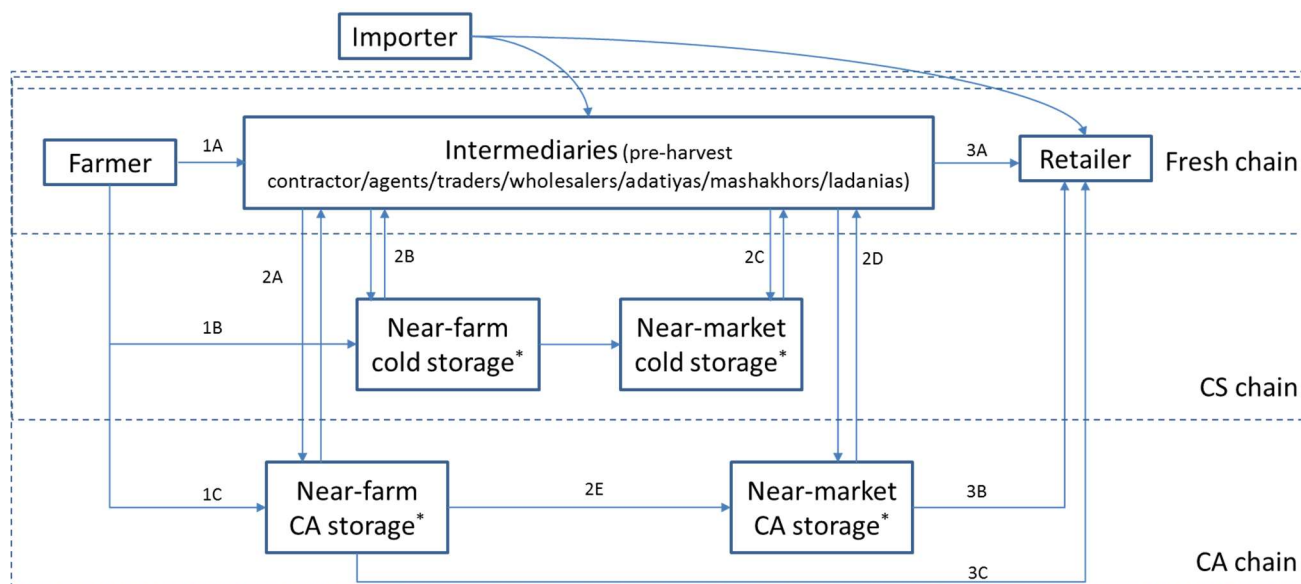 Importer
Farmer
1A
Intermediaries (pre-harvest
contractor/agents/traders/wholesalers/adatiyas/mashakhors/ladanias)
3A
Retailer
Fresh chain
2A
2B
2C
2D
1B
Near-farm
cold storage*
Near-market
cold storage*
CS chain
1C
Near-farm
CA storage*
2E
Near-market
CA storage*
3B
3C
CA chain